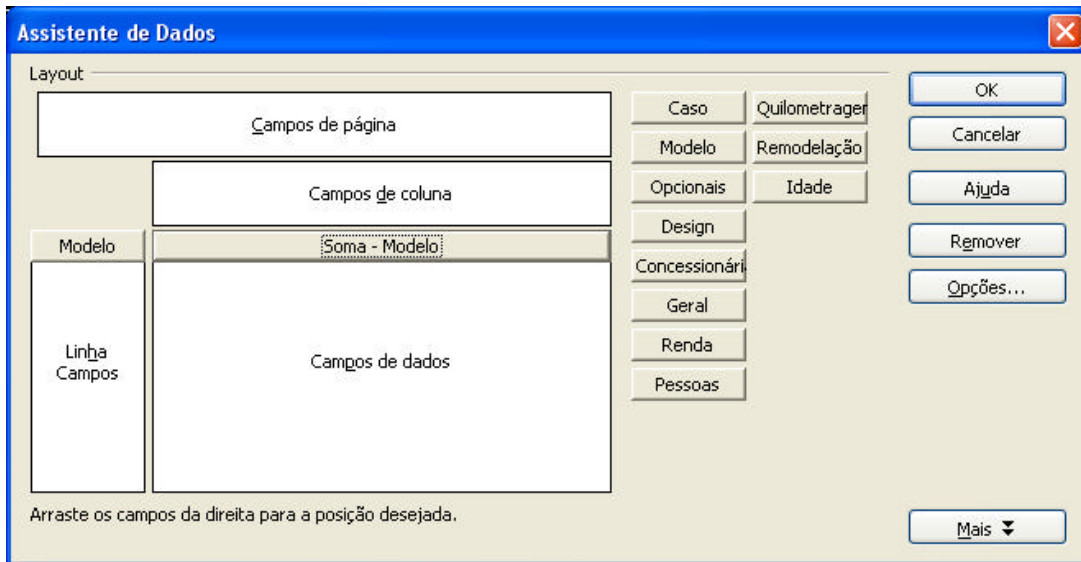 Assistente de Dados
Layout
Campos de página
Campos de coluna
Modelo
Soma - Modelo
Linha
Campos
Campos de dados
Caso
Quilometrager
Modelo
Remodelação
Opcionais
Idade
Design
Concessionári
Geral
Renda
Pessoas
OK
Cancelar
Ajuda
Remover
Opções...
Arraste os campos da direita para a posição desejada.
Mais